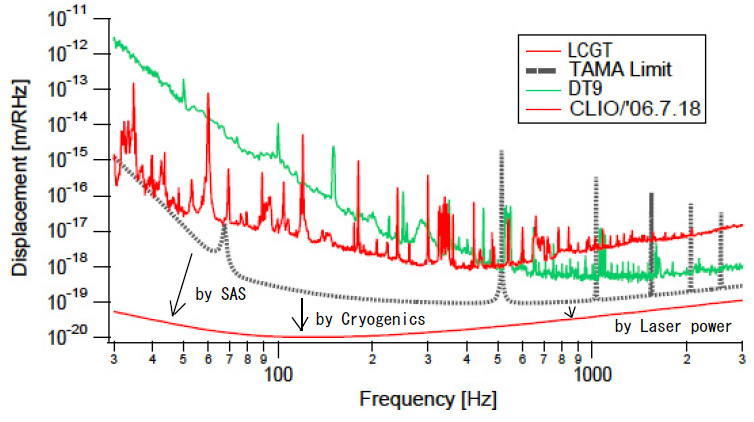 10-11
10-12
10-13
10-14
10-15
10-16
10-17
10-18
10-19
10-20
Displacement [m/RHz]
LCGT
TAMA Limit
DT9
CLIO/'06.7.18
by SAS
by Cryogenics
by Laser power
3 4 5 6 7 8 9 2 3 4 5 6 7 8 9 2 3
100 1000
Frequency [Hz]